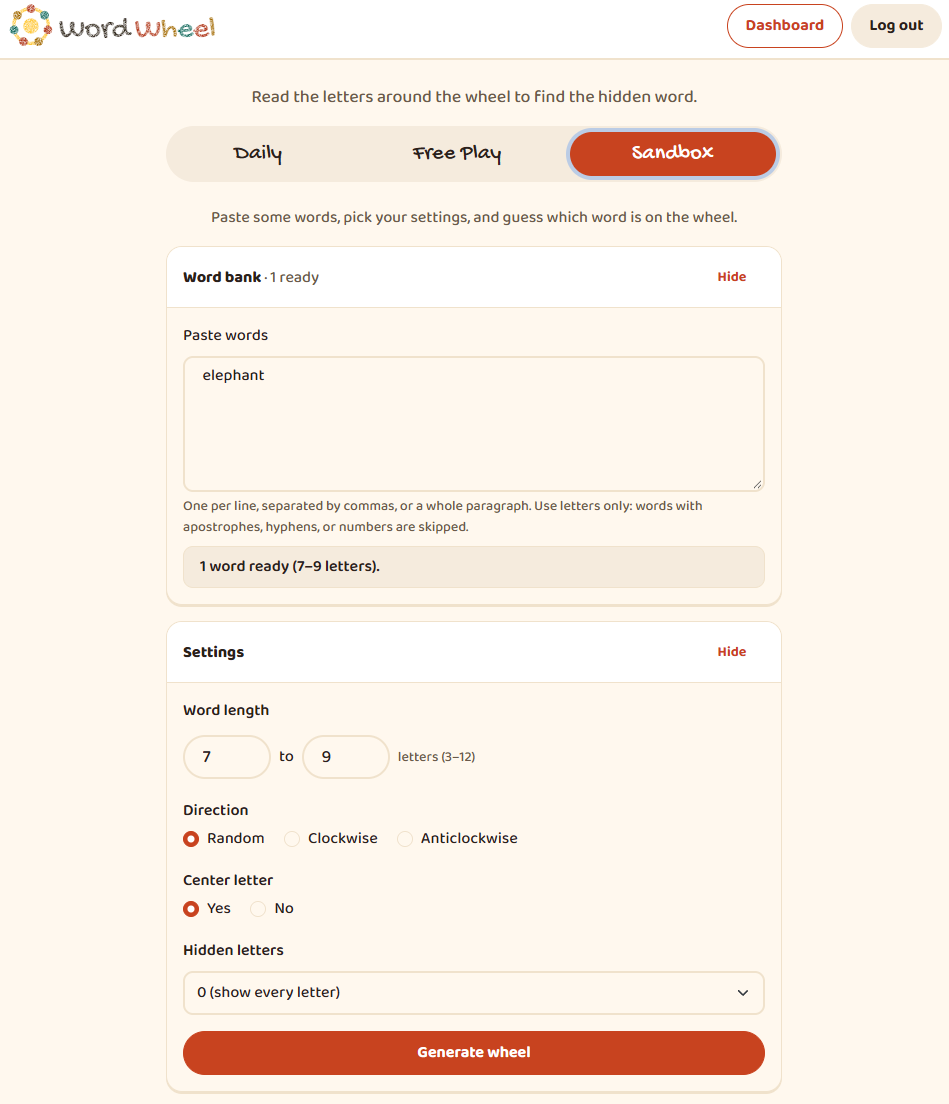 Word Wheel
Dashboard
Log out
Read the letters around the wheel to find the hidden word.
Daily
Free Play
Sandbox
Paste some words, pick your settings, and guess which word is on the wheel.
Word bank · 1 ready
Hide
Paste words
elephant
One per line, separated by commas, or a whole paragraph. Use letters only: words with
apostrophes, hyphens, or numbers are skipped.
1 word ready (7–9 letters).
Settings
Hide
Word length
7 to 9 letters (3–12)
Direction
Random Clockwise Anticlockwise
Center letter
Yes No
Hidden letters
0 (show every letter)
Generate wheel